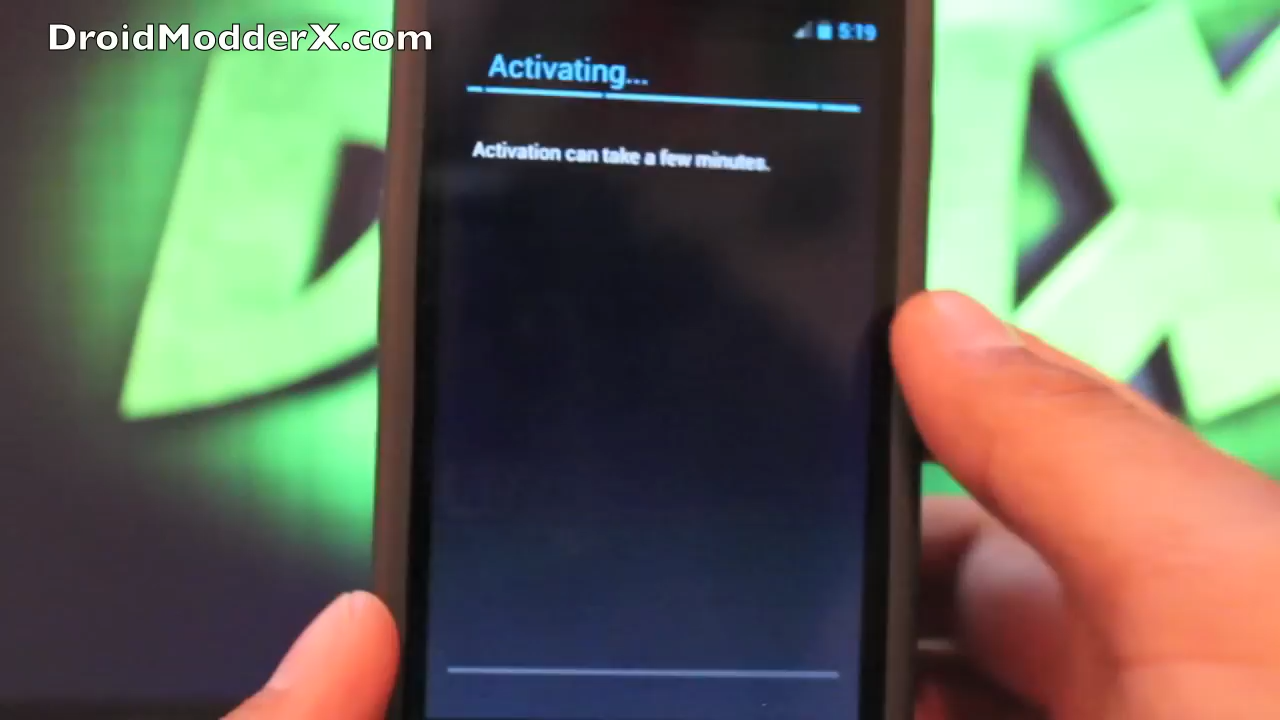 DroidModderX.com
5:19
Activating...
Activation can take a few minutes.
D X